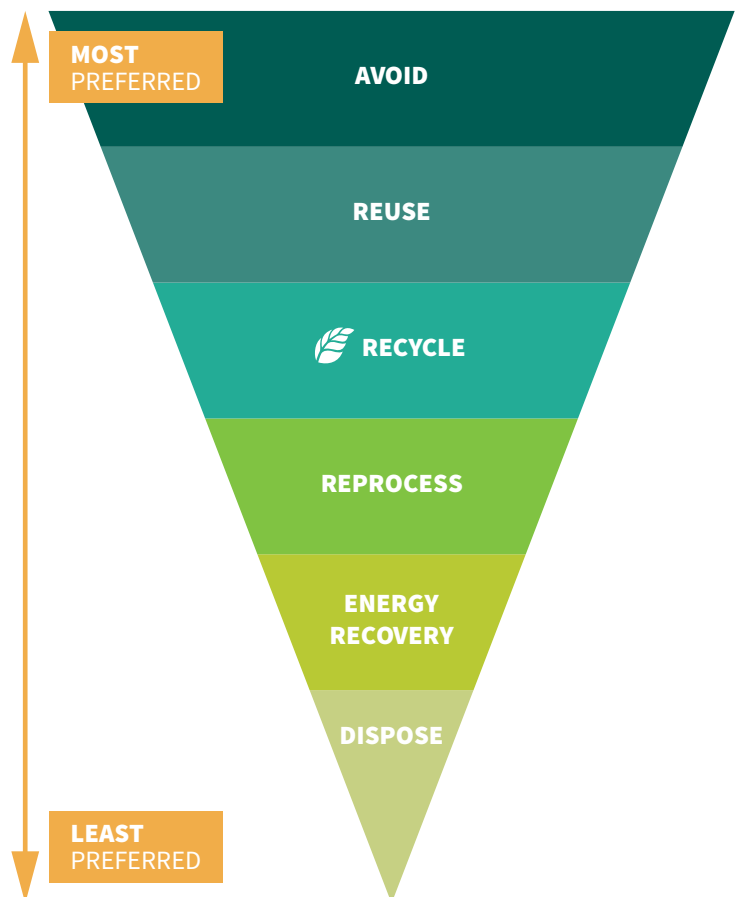 MOST
PREFERRED
AVOID
REUSE
RECYCLE
REPROCESS
ENERGY
RECOVERY
DISPOSE
LEAST
PREFERRED